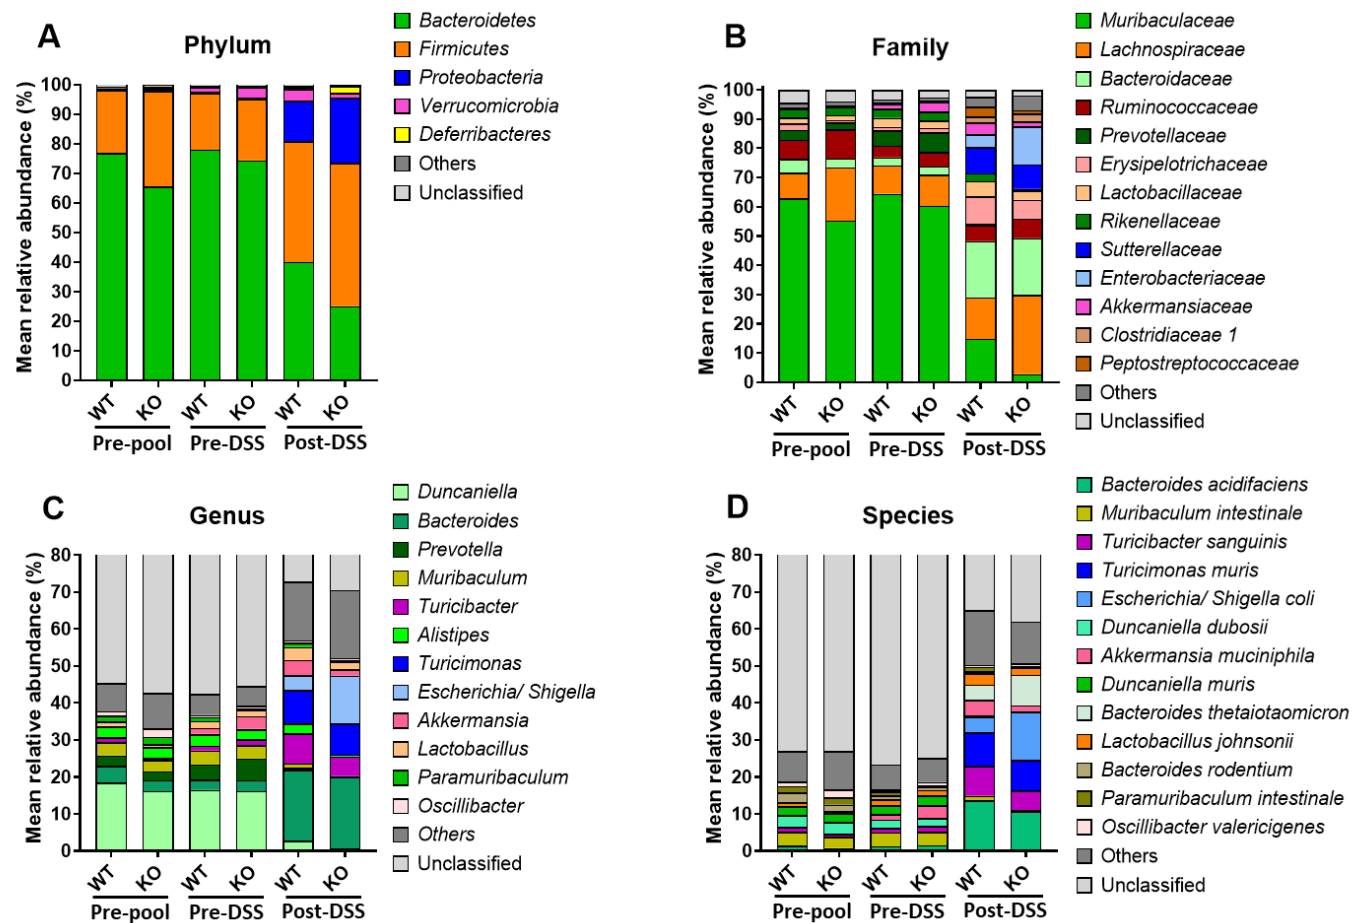 A
Phylum
Mean relative abundance (%)
100
90
80
70
60
50
40
30
20
10
0
WT
KO
WT
KO
WT
KO
Pre-pool
Pre-DSS
Post-DSS
Bacteroidetes
Firmicutes
Proteobacteria
Verrucomicrobia
Deferribacteres
Others
Unclassified
B
Family
Mean relative abundance (%)
100
90
80
70
60
50
40
30
20
10
0
WT
KO
WT
KO
WT
KO
Pre-pool
Pre-DSS
Post-DSS
Muribaculaceae
Lachnospiraceae
Bacteroidaceae
Ruminococcaceae
Prevotellaceae
Erysipelotrichaceae
Lactobacillaceae
Rikenellaceae
Sutterellaceae
Enterobacteriaceae
Akkermansiaceae
Clostridiaceae 1
Peptostreptococcaceae
Others
Unclassified
C
Genus
Mean relative abundance (%)
80
70
60
50
40
30
20
10
0
WT
KO
WT
KO
WT
KO
Pre-pool
Pre-DSS
Post-DSS
Duncaniella
Bacteroides
Prevotella
Muribaculum
Turicibacter
Alistipes
Turicimonas
Escherichia/ Shigella
Akkermansia
Lactobacillus
Paramuribaculum
Oscillibacter
Others
Unclassified
D
Species
Mean relative abundance (%)
80
70
60
50
40
30
20
10
0
WT
KO
WT
KO
WT
KO
Pre-pool
Pre-DSS
Post-DSS
Bacteroides acidifaciens
Muribaculum intestinale
Turicibacter sanguinis
Turicimonas muris
Escherichia/ Shigella coli
Duncaniella dubosii
Akkermansia muciniphila
Duncaniella muris
Bacteroides thetaiotaomicron
Lactobacillus johnsonii
Bacteroides rodentium
Paramuribaculum intestinale
Oscillibacter valericigenes
Others
Unclassified